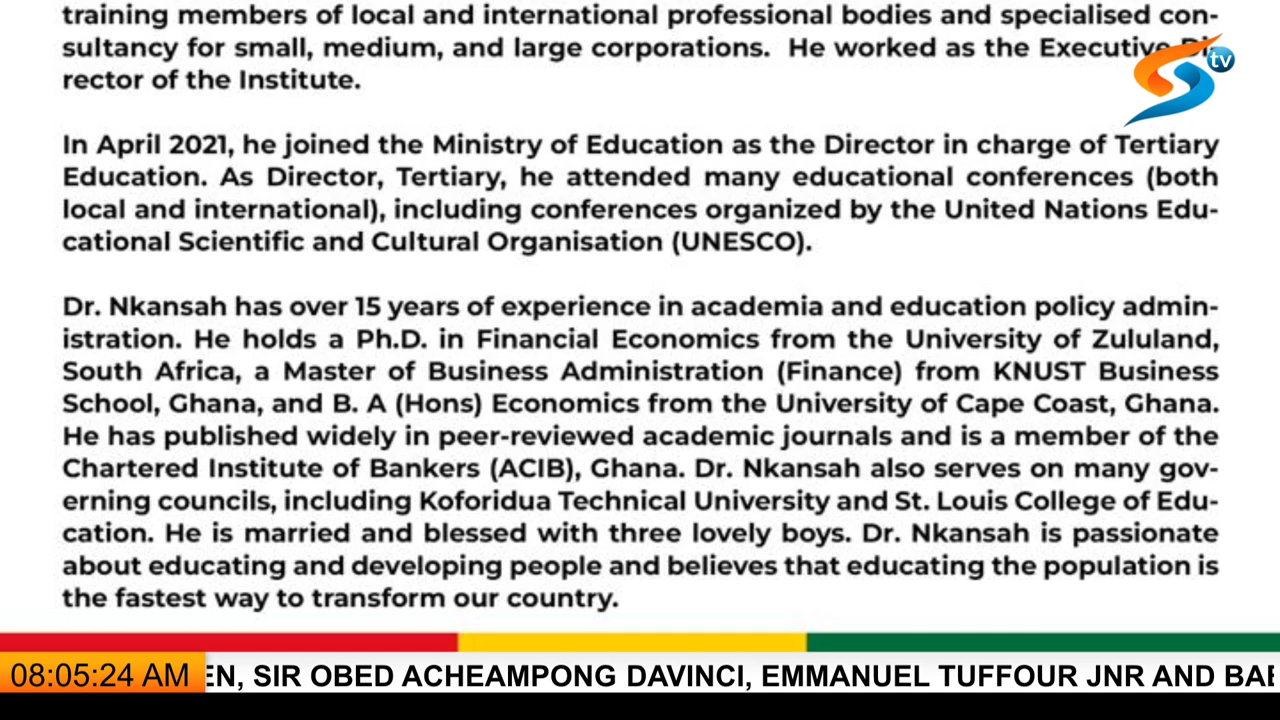 training members of local and international professional bodies and specialised con-
sultancy for small, medium, and large corporations. He worked as the Executive Di-
rector of the Institute.
In April 2021, he joined the Ministry of Education as the Director in charge of Tertiary
Education. As Director, Tertiary, he attended many educational conferences (both
local and international), including conferences organized by the United Nations Edu-
cational Scientific and Cultural Organisation (UNESCO).
Dr. Nkansah has over 15 years of experience in academia and education policy admin-
istration. He holds a Ph.D. in Financial Economics from the University of Zululand,
South Africa, a Master of Business Administration (Finance) from KNUST Business
School, Ghana, and B. A (Hons) Economics from the University of Cape Coast, Ghana.
He has published widely in peer-reviewed academic journals and is a member of the
Chartered Institute of Bankers (ACIB), Ghana. Dr. Nkansah also serves on many gov-
erning councils, including Koforidua Technical University and St. Louis College of Edu-
cation. He is married and blessed with three lovely boys. Dr. Nkansah is passionate
about educating and developing people and believes that educating the population is
the fastest way to transform our country.
tv
08:05:24 AM
EN, SIR OBED ACHEAMPONG DAVINCI, EMMANUEL TUFFOUR JNR AND